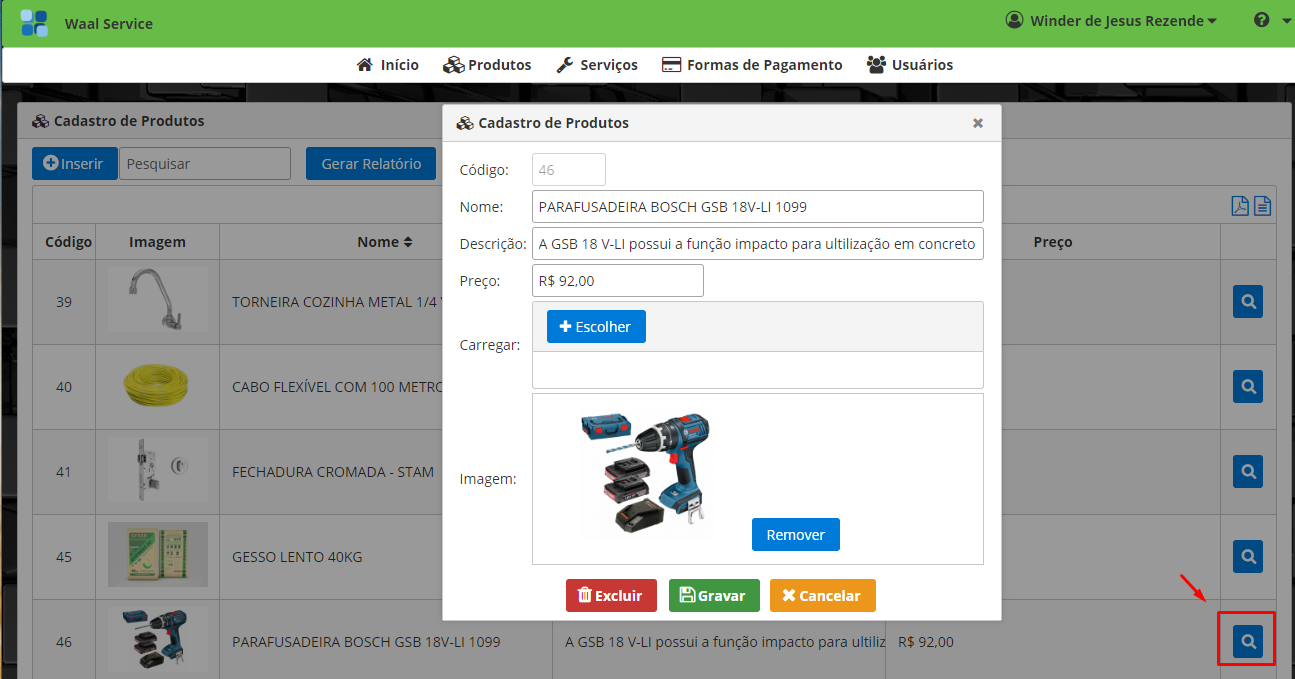 Waal Service
Winder de Jesus Rezende
Início Produtos Serviços Formas de Pagamento Usuários
Cadastro de Produtos
Inserir Pesquisar Gerar Relatório
Código Imagem Nome Preço
39 TORNEIRA COZINHA METAL 1/4
40 CABO FLEXÍVEL COM 100 METRO
41 FECHADURA CROMADA - STAM
45 GESSO LENTO 40KG
46 PARAFUSADEIRA BOSCH GSB 18V-LI 1099 A GSB 18 V-LI possui a função impacto para ultiliz R$ 92,00
Cadastro de Produtos
Código: 46
Nome: PARAFUSADEIRA BOSCH GSB 18V-LI 1099
Descrição: A GSB 18 V-LI possui a função impacto para ultilização em concreto
Preço: R$ 92,00
Carregar: Escolher
Imagem: Remover
Excluir Gravar Cancelar